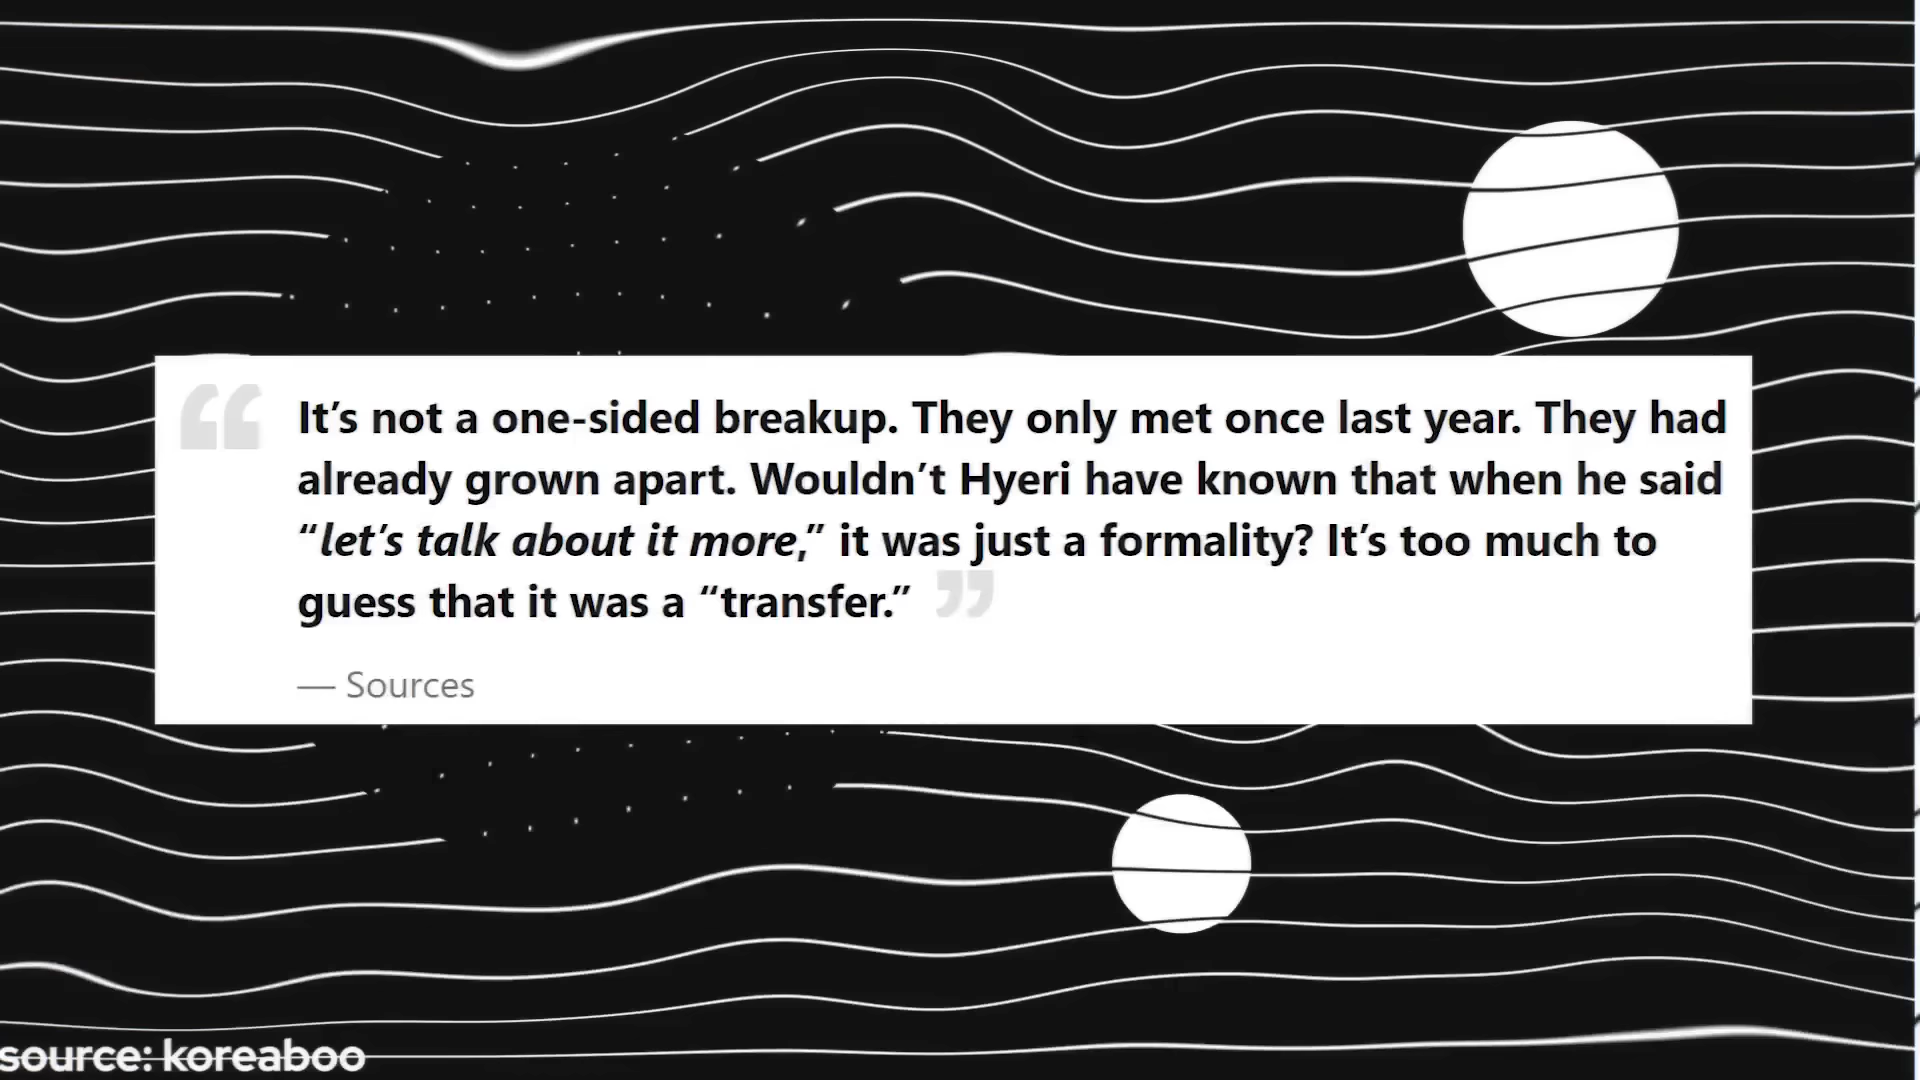 It’s not a one-sided breakup. They only met once last year. They had
already grown apart. Wouldn’t Hyeri have known that when he said
“let’s talk about it more,” it was just a formality? It’s too much to
guess that it was a “transfer.”
— Sources
source: koreaboo